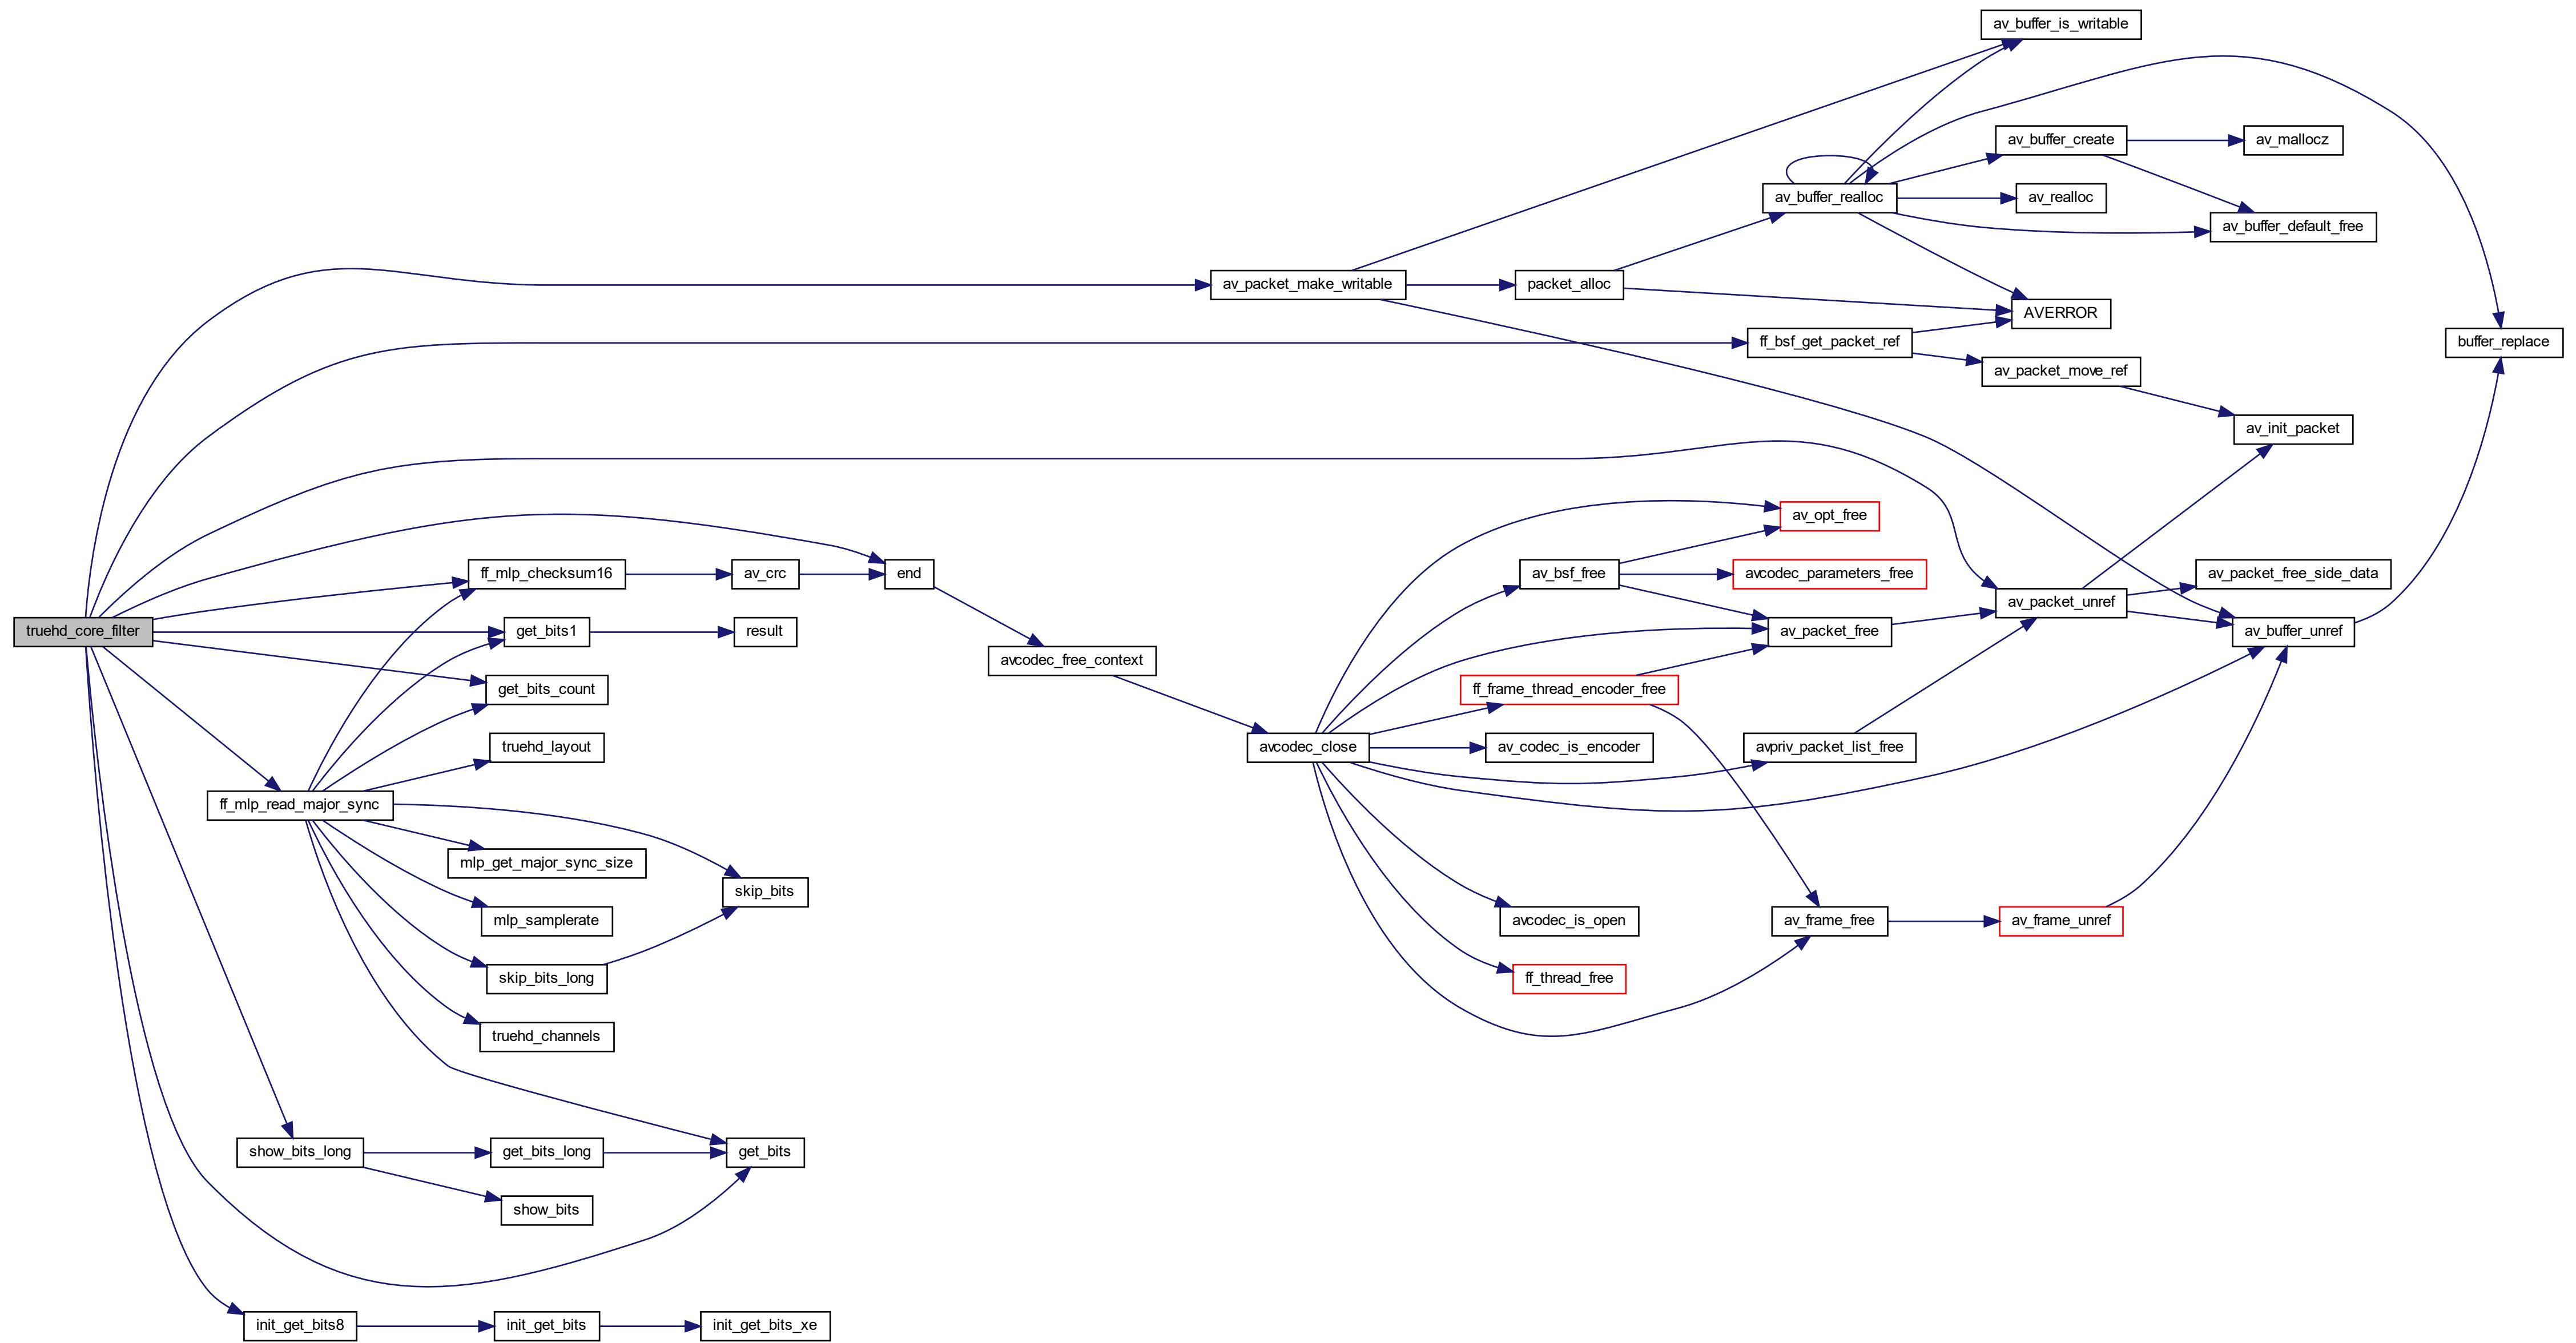 av_buffer_is_writable
av_buffer_create
av_mallocz
av_buffer_realloc
av_realloc
av_buffer_default_free
av_packet_make_writable
packet_alloc
AVERROR
ff_bsf_get_packet_ref
buffer_replace
av_packet_move_ref
av_init_packet
av_opt_free
ff_mlp_checksum16
av_crc
end
av_bsf_free
avcodec_parameters_free
av_packet_free_side_data
av_packet_unref
truehd_core_filter
get_bits1
result
av_packet_free
av_buffer_unref
avcodec_free_context
get_bits_count
ff_frame_thread_encoder_free
truehd_layout
avcodec_close
av_codec_is_encoder
avpriv_packet_list_free
ff_mlp_read_major_sync
mlp_get_major_sync_size
skip_bits
mlp_samplerate
avcodec_is_open
av_frame_free
av_frame_unref
skip_bits_long
ff_thread_free
truehd_channels
show_bits_long
get_bits_long
get_bits
show_bits
init_get_bits8
init_get_bits
init_get_bits_xe